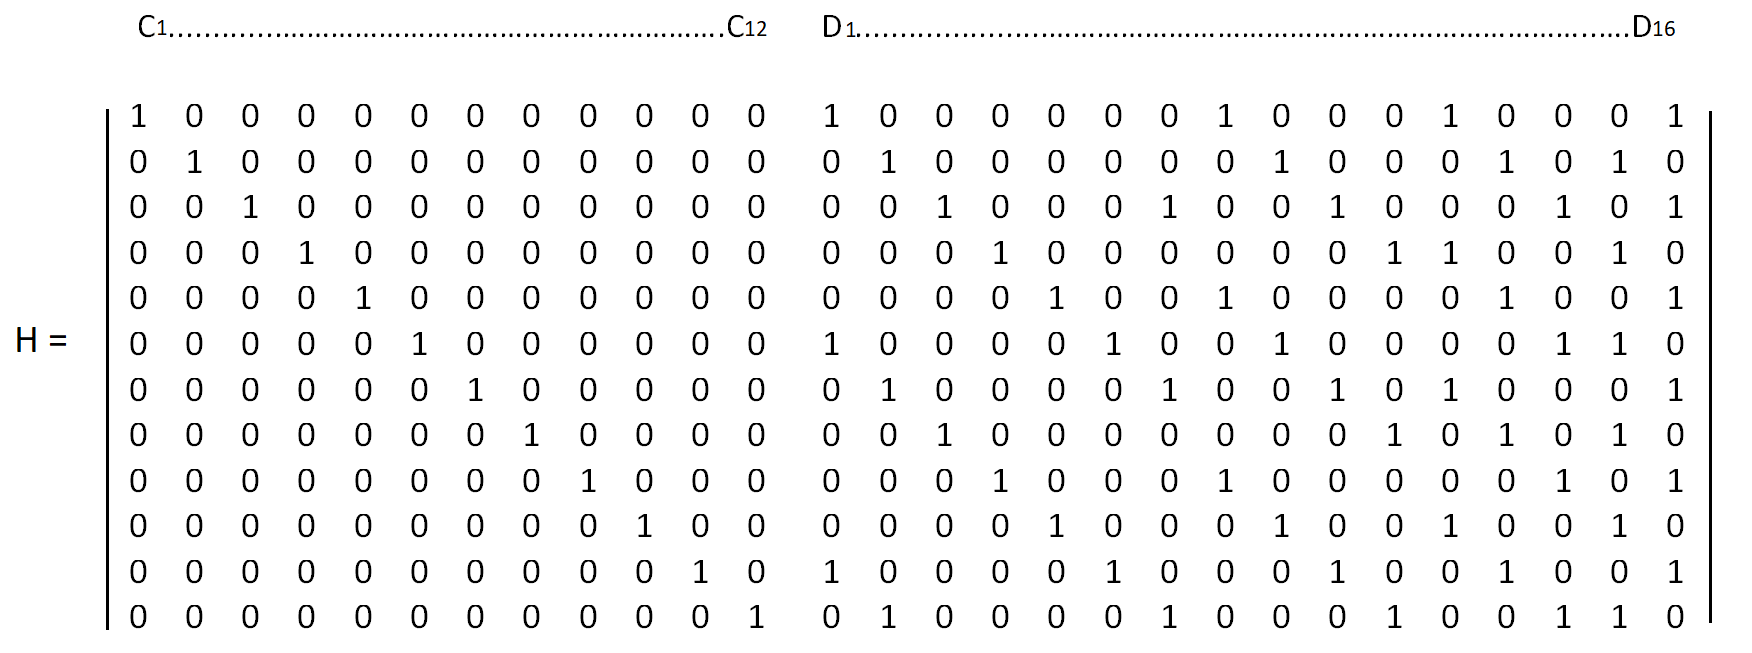 C1.......................................................................C12 D1.......................................................................................D16
1 0 0 0 0 0 0 0 0 0 0 0 1 0 0 0 0 0 0 1 0 0 0 1 0 0 0 1
0 1 0 0 0 0 0 0 0 0 0 0 0 1 0 0 0 0 0 0 1 0 0 0 1 0 1 0
0 0 1 0 0 0 0 0 0 0 0 0 0 0 1 0 0 0 1 0 0 1 0 0 0 1 0 1
0 0 0 1 0 0 0 0 0 0 0 0 0 0 0 1 0 0 0 0 0 0 1 1 0 0 1 0
0 0 0 0 1 0 0 0 0 0 0 0 0 0 0 0 1 0 0 1 0 0 0 0 1 0 0 1
H = 0 0 0 0 0 1 0 0 0 0 0 0 1 0 0 0 0 1 0 0 1 0 0 0 0 1 1 0
0 0 0 0 0 0 1 0 0 0 0 0 0 1 0 0 0 0 1 0 0 1 0 1 0 0 0 1
0 0 0 0 0 0 0 1 0 0 0 0 0 0 1 0 0 0 0 0 0 0 1 0 1 0 1 0
0 0 0 0 0 0 0 0 1 0 0 0 0 0 0 1 0 0 0 1 0 0 0 0 0 1 0 1
0 0 0 0 0 0 0 0 0 1 0 0 0 0 0 0 1 0 0 0 1 0 0 1 0 0 1 0
0 0 0 0 0 0 0 0 0 0 1 0 1 0 0 0 0 1 0 0 0 1 0 0 1 0 0 1
0 0 0 0 0 0 0 0 0 0 0 1 0 1 0 0 0 0 1 0 0 0 1 0 0 1 1 0